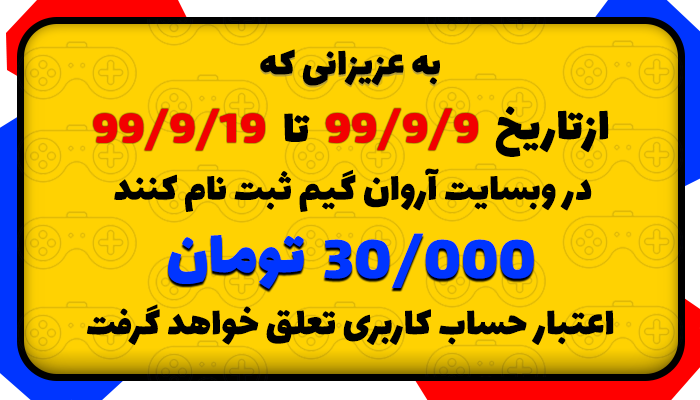 به عزیزانی که
ازتاریخ 99/9/9 تا 99/9/19
در وبسایت آروان گیم ثبت نام کنند
30/000 تومان
اعتبار حساب کاربری تعلق خواهد گرفت